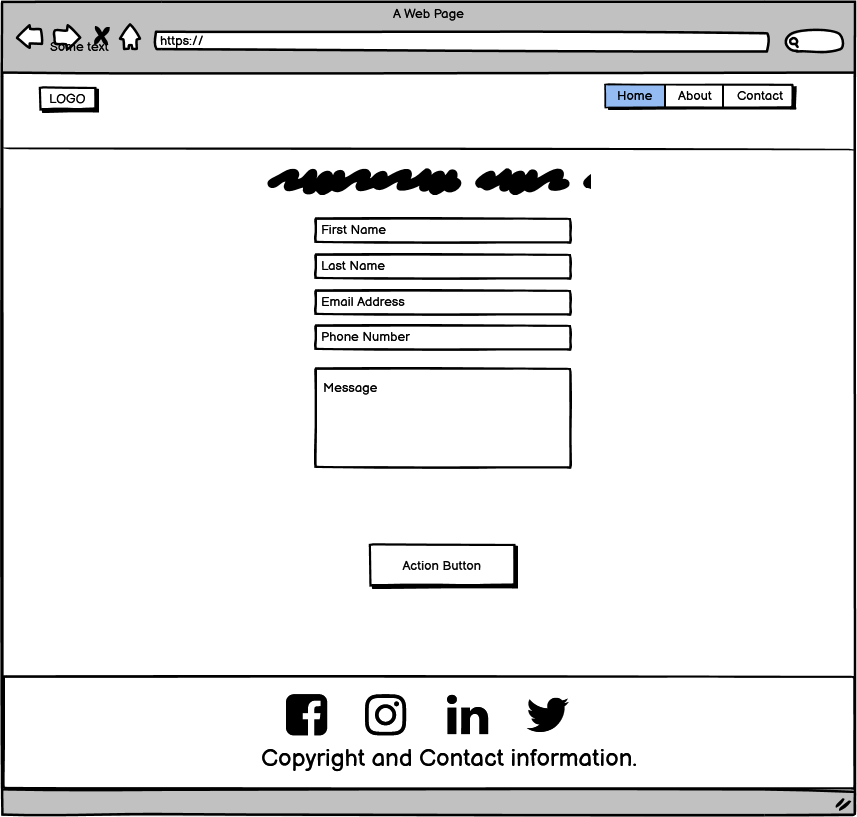 A Web Page
Some text
https://
LOGO
Home About Contact
First Name
Last Name
Email Address
Phone Number
Message
Action Button
Copyright and Contact information.